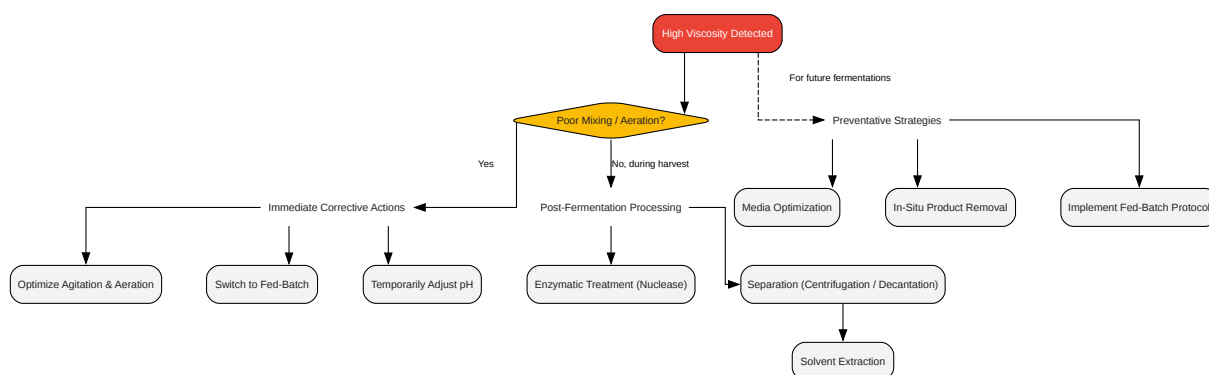 High Viscosity Detected
For future fermentations
Poor Mixing / Aeration?
Preventative Strategies
Yes
No, during harvest
Immediate Corrective Actions
Post-Fermentation Processing
Media Optimization
In-Situ Product Removal
Implement Fed-Batch Protocol
Optimize Agitation & Aeration
Switch to Fed-Batch
Temporarily Adjust pH
Enzymatic Treatment (Nuclease)
Separation (Centrifugation / Decantation)
Solvent Extraction